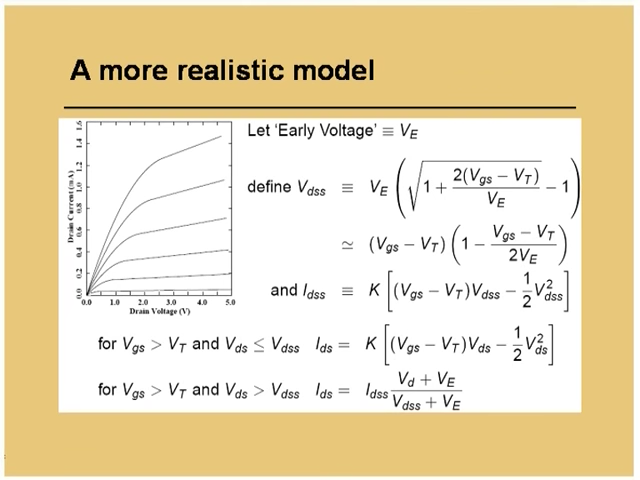 A more realistic model
Let 'Early Voltage' ≡ V_E
define V_dss ≡ V_E ( √(1 + 2(V_gs − V_T)/V_E) − 1 )
≃ (V_gs − V_T) ( 1 − (V_gs − V_T)/(2V_E) )
and I_dss ≡ K [ (V_gs − V_T)V_dss − 1/2 V²_dss ]
for V_gs > V_T and V_ds ≤ V_dss I_ds = K [ (V_gs − V_T)V_ds − 1/2 V²_ds ]
for V_gs > V_T and V_ds > V_dss I_ds = I_dss (V_d + V_E)/(V_dss + V_E)
Drain Current (mA)
1.6
1.4
1.2
1.0
0.8
0.6
0.4
0.2
0.0
0.0 1.0 2.0 3.0 4.0 5.0
Drain Voltage (V)